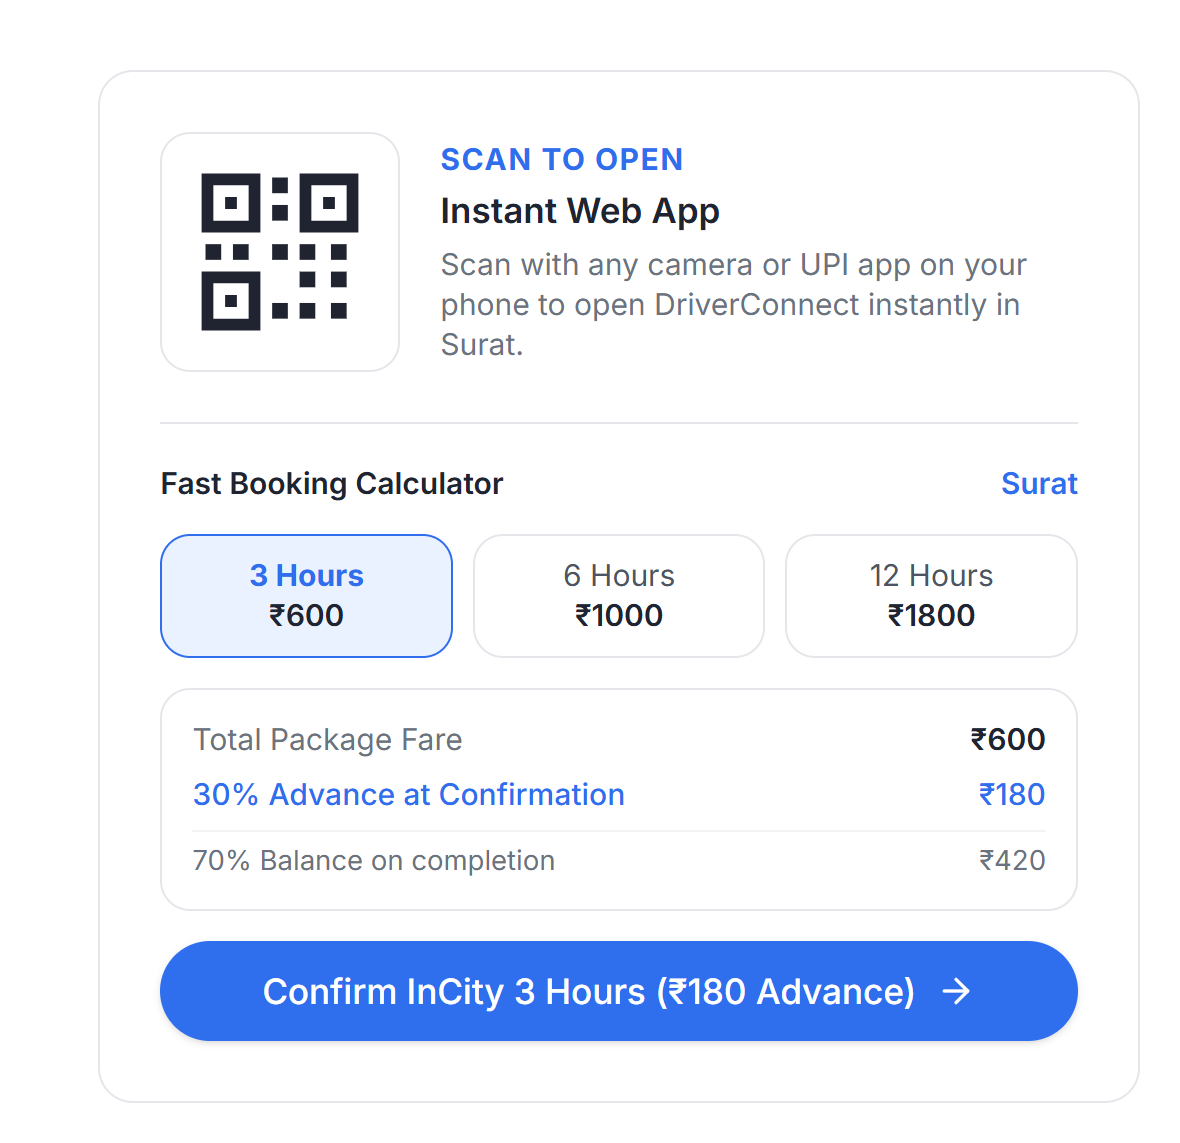 SCAN TO OPEN
Instant Web App
Scan with any camera or UPI app on your
phone to open DriverConnect instantly in
Surat.
Fast Booking Calculator
Surat
3 Hours
₹600
6 Hours
₹1000
12 Hours
₹1800
Total Package Fare ₹600
30% Advance at Confirmation ₹180
70% Balance on completion ₹420
Confirm InCity 3 Hours (₹180 Advance) →